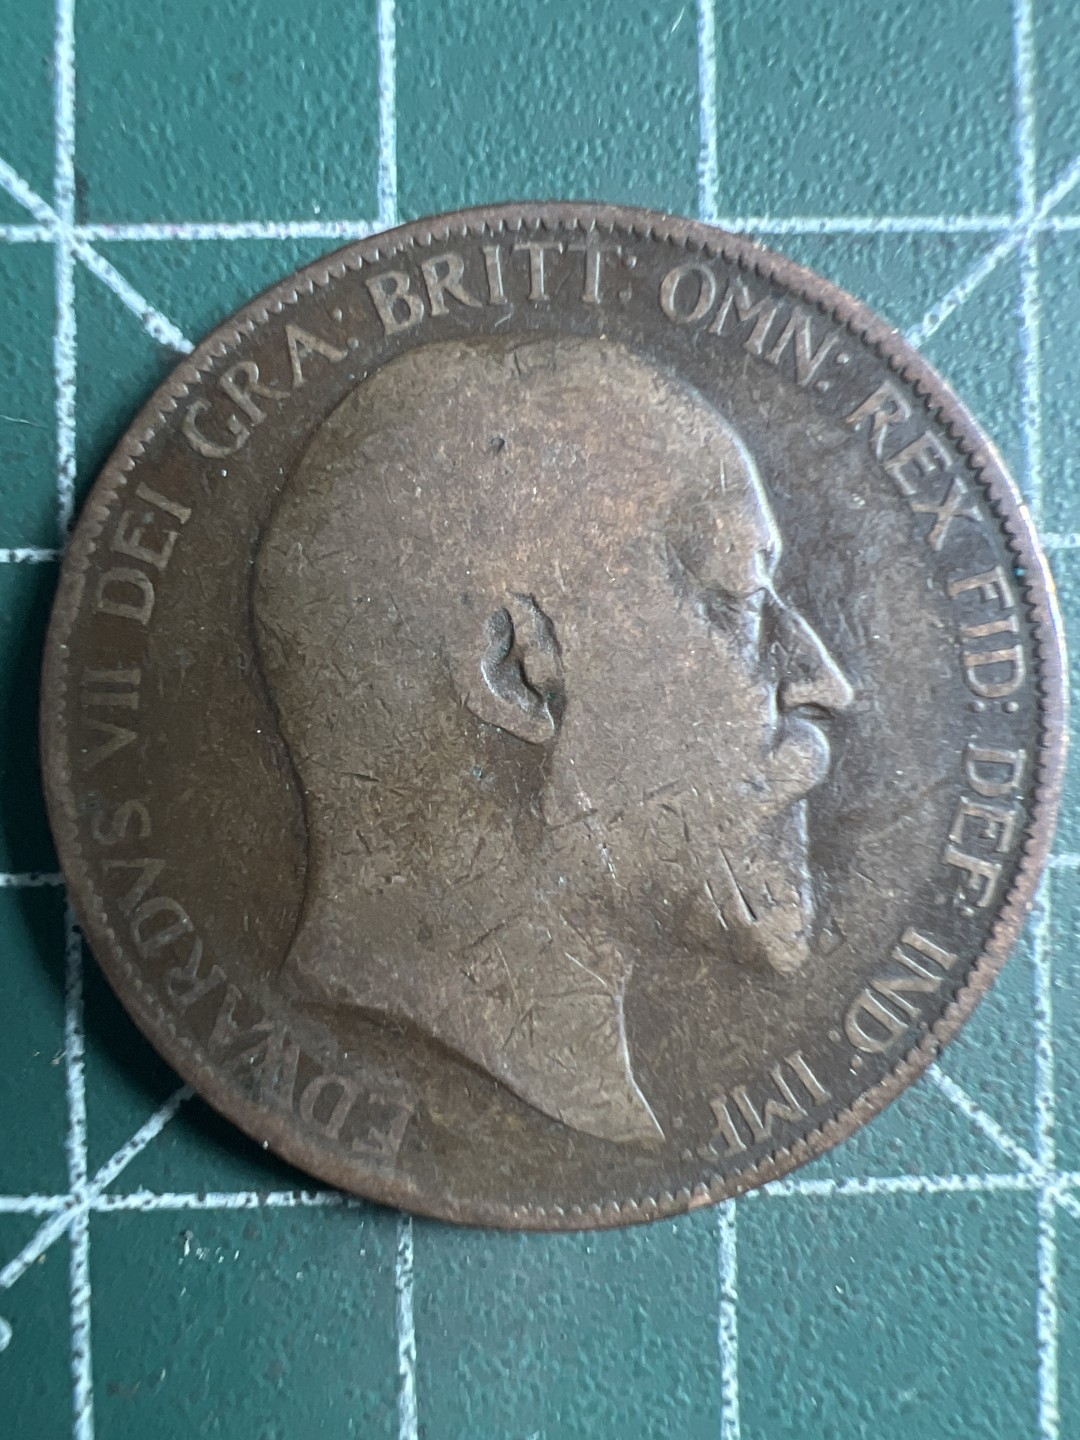 EDWARDVS VII DEI GRA: BRITT: OMN: REX FID: DEF: IND: IMP: